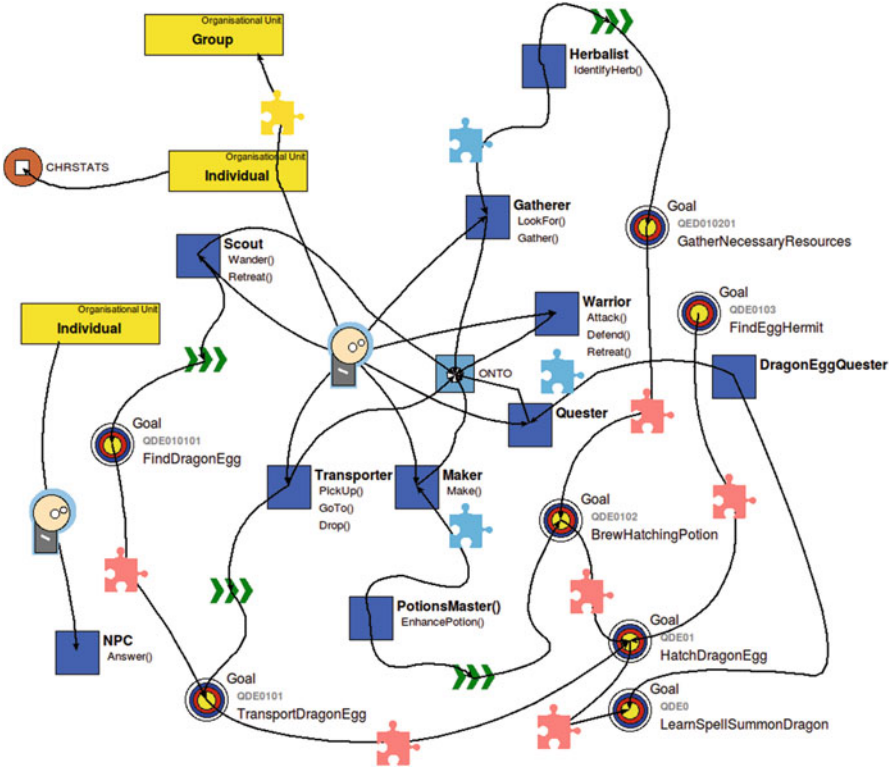 Organisational Unit
Group
Herbalist
IdentifyHerb()
CHRSTATS
Organisational Unit
Individual
Gatherer
LookFor()
Gather()
Goal
QED010201
GatherNecessaryResources
Scout
Wander()
Retreat()
Organisational Unit
Individual
Warrior
Attack()
Defend()
Retreat()
Goal
QDE0103
FindEggHermit
ONTO
DragonEggQuester
Quester
Goal
QDE010101
FindDragonEgg
Transporter
PickUp()
GoTo()
Drop()
Maker
Make()
Goal
QDE0102
BrewHatchingPotion
PotionsMaster()
EnhancePotion()
NPC
Answer()
Goal
QDE01
HatchDragonEgg
Goal
QDE0101
TransportDragonEgg
Goal
QDE0
LearnSpellSummonDragon